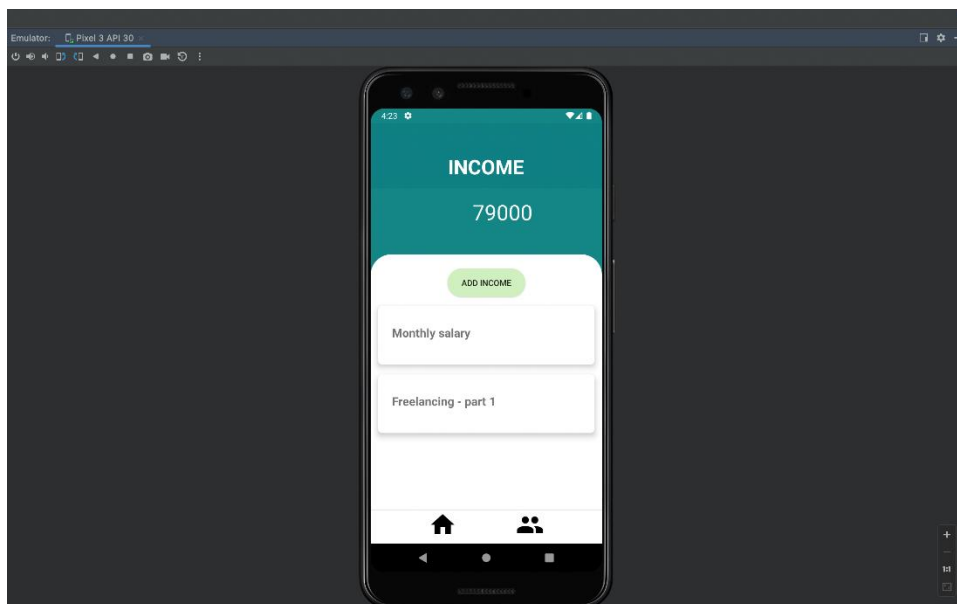 Emulator: Pixel 3 API 30
4:23
INCOME
79000
ADD INCOME
Monthly salary
Freelancing - part 1
1:1